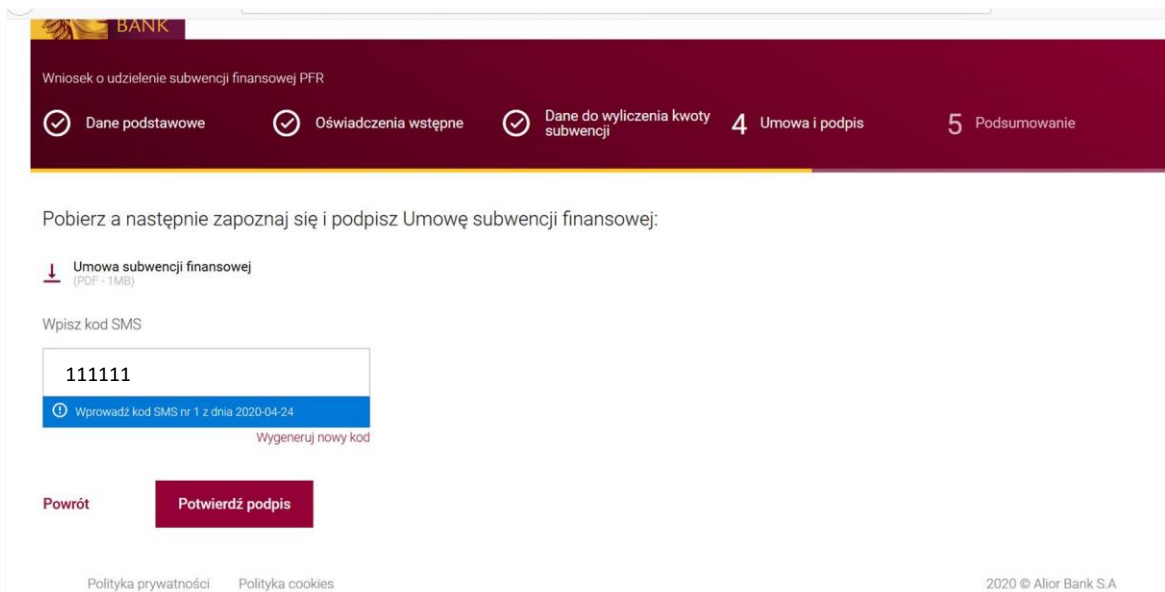 BANK
Wniosek o udzielenie subwencji finansowej PFR
Dane podstawowe
Oświadczenia wstępne
Dane do wyliczenia kwoty
subwencji
4 Umowa i podpis
5 Podsumowanie
Pobierz a następnie zapoznaj się i podpisz Umowę subwencji finansowej:
Umowa subwencji finansowej
(PDF - 1MB)
Wpisz kod SMS
111111
Wprowadź kod SMS nr 1 z dnia 2020-04-24
Wygeneruj nowy kod
Powrót
Potwierdź podpis
Polityka prywatności Polityka cookies 2020 © Alior Bank S.A